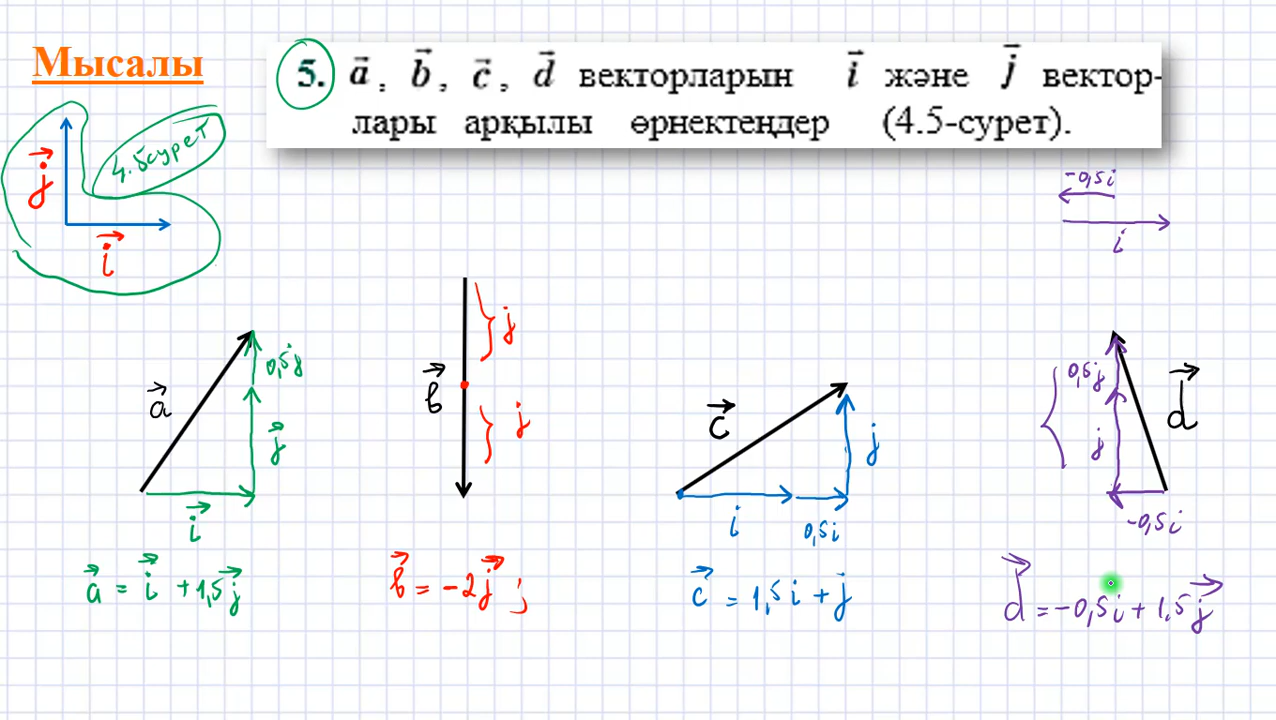 Мысалы
5. a⃗, b⃗, c⃗, d⃗ векторларын i⃗ және j⃗ вектор-
лары арқылы өрнектеңдер (4.5-сурет).
4.5сурет
j⃗
i⃗
-0,5i
i
a⃗
0,5j
j⃗
i⃗
b⃗
j
j
c⃗
j
i
0,5i
d⃗
0,5j
j
-0,5i
a⃗ = i⃗ + 1,5j⃗
b⃗ = -2j⃗ ;
c⃗ = 1,5i + j⃗
d⃗ = -0,5i + 1,5j⃗